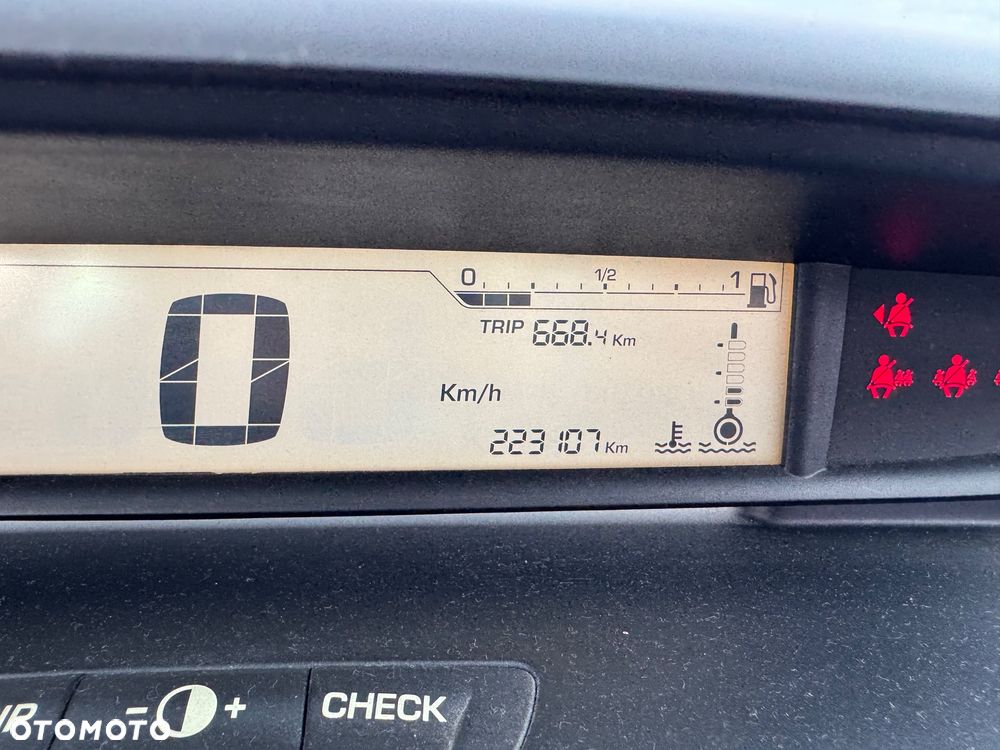 0 1/2 1
TRIP 668.4 Km
0
Km/h
223107 Km
- + CHECK
OTOMOTO